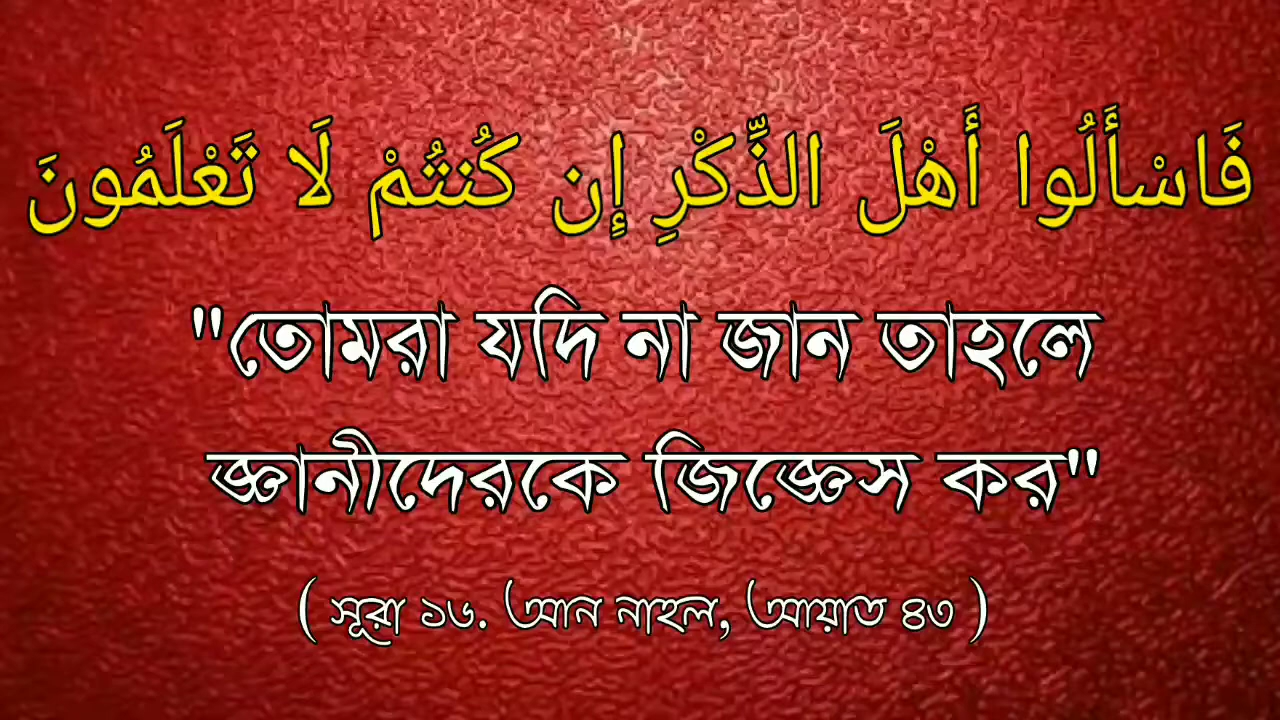 فَاسْأَلُوا أَهْلَ الذِّكْرِ إِن كُنتُمْ لَا تَعْلَمُونَ
"তোমরা যদি না জান তাহলে
জ্ঞানীদেরকে জিজ্ঞেস কর"
( সূরা ১৬. আন নাহল, আয়াত ৪৩ )